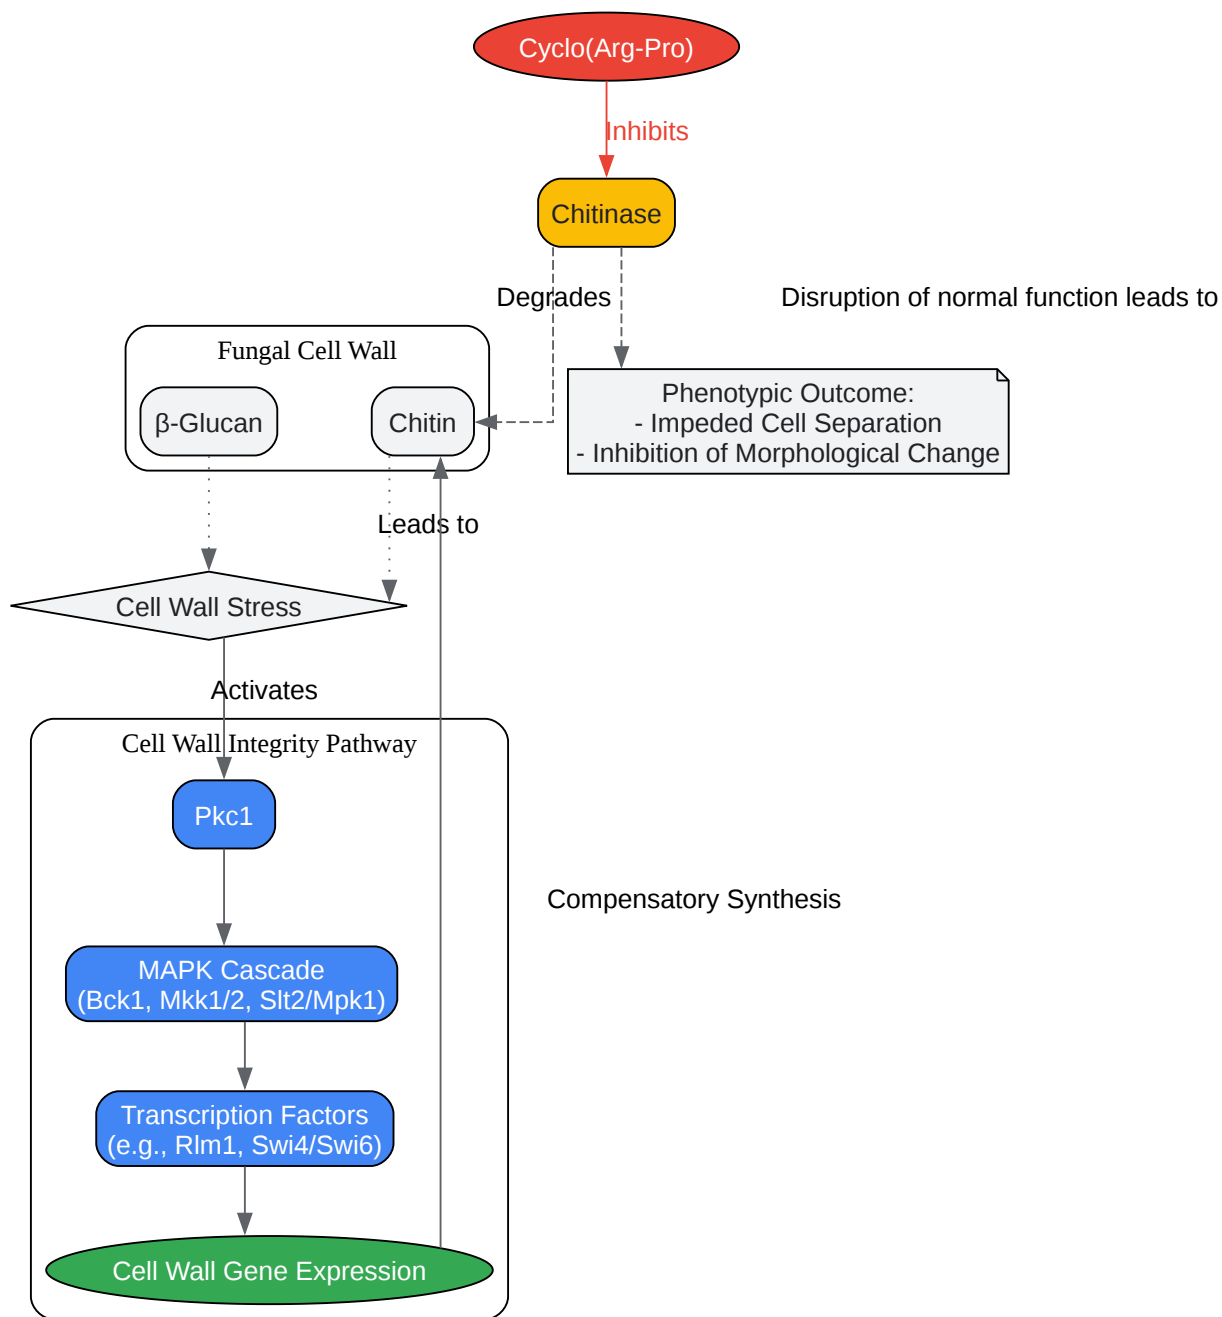 Cyclo(Arg-Pro)
Inhibits
Chitinase
Degrades
Disruption of normal function leads to
Fungal Cell Wall
β-Glucan
Chitin
Phenotypic Outcome:
- Impeded Cell Separation
- Inhibition of Morphological Change
Leads to
Cell Wall Stress
Activates
Cell Wall Integrity Pathway
Pkc1
Compensatory Synthesis
MAPK Cascade
(Bck1, Mkk1/2, Slt2/Mpk1)
Transcription Factors
(e.g., Rlm1, Swi4/Swi6)
Cell Wall Gene Expression